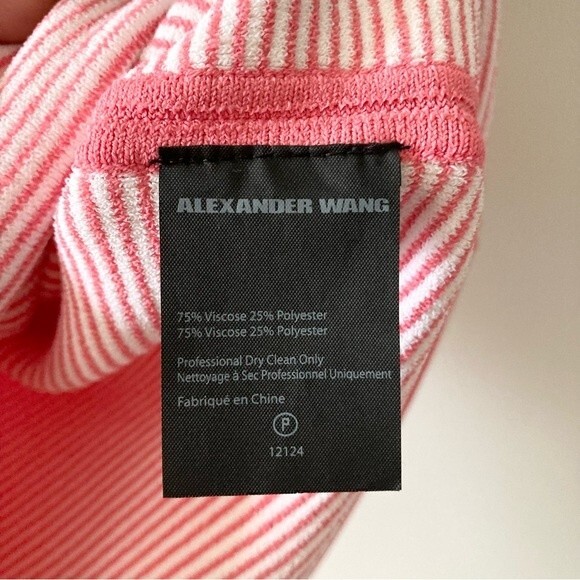 ALEXANDER WANG
75% Viscose 25% Polyester
75% Viscose 25% Polyester
Professional Dry Clean Only
Nettoyage à Sec Professionnel Uniquement
Fabriqué en Chine
P
12124